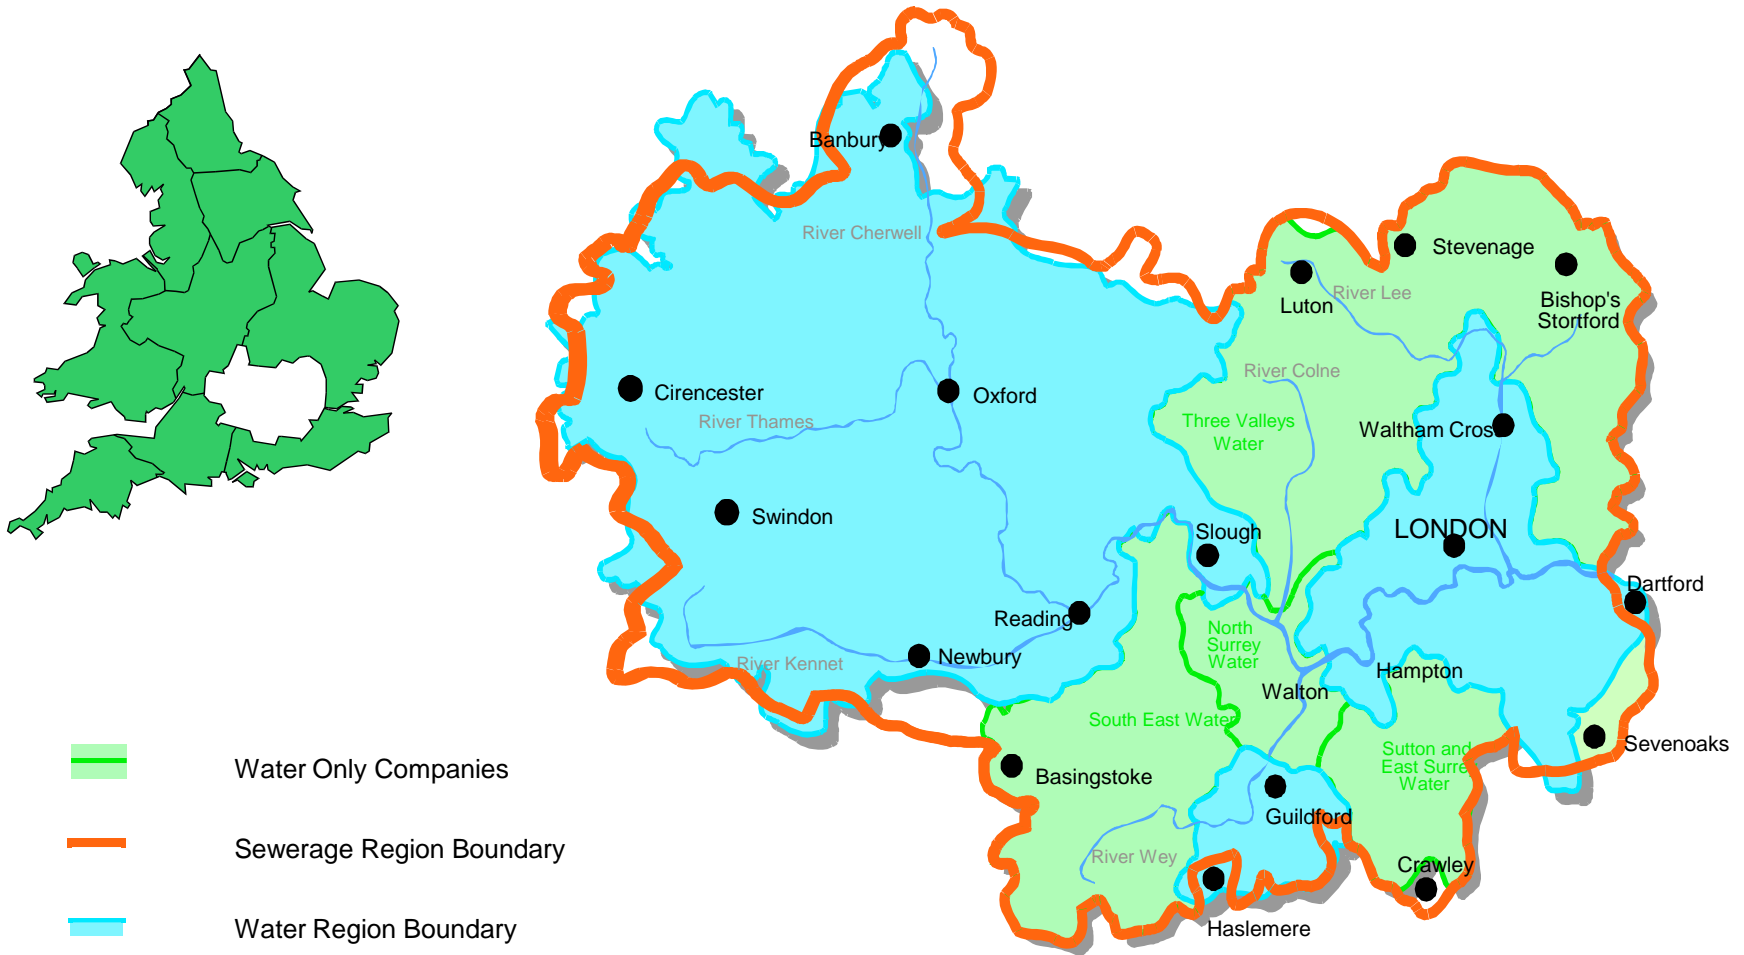 Banbury
River Cherwell
Stevenage
Bishop's
Stortford
River Lee
Luton
River Colne
Cirencester
Oxford
River Thames
Three Valleys
Water
Waltham Cross
Swindon
Slough
LONDON
Dartford
Reading
North
Surrey
Water
Newbury
River Kennet
Hampton
Walton
South East Water
Sutton and
East Surrey
Water
Sevenoaks
Basingstoke
Guildford
River Wey
Crawley
Haslemere
Water Only Companies
Sewerage Region Boundary
Water Region Boundary